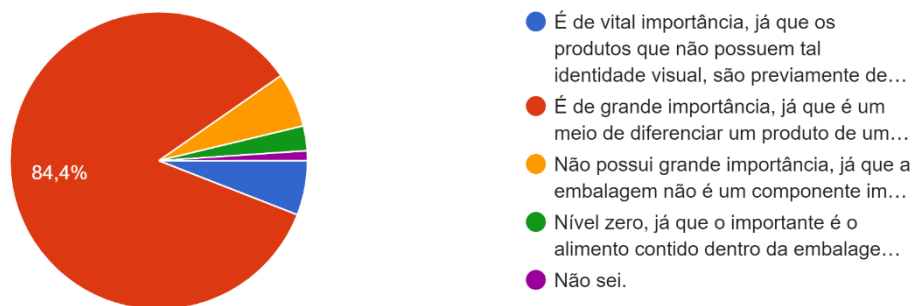 84,4%
É de vital importância, já que os
produtos que não possuem tal
identidade visual, são previamente de…
É de grande importância, já que é um
meio de diferenciar um produto de um…
Não possui grande importância, já que a
embalagem não é um componente im…
Nível zero, já que o importante é o
alimento contido dentro da embalage…
Não sei.